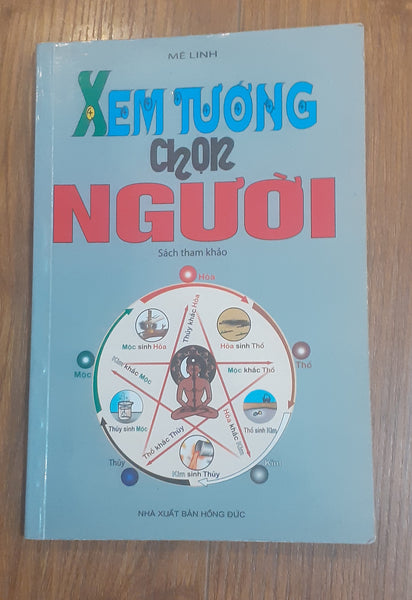 MÊ LINH
XEM TƯỚNG
chọn
NGƯỜI
Sách tham khảo
Hỏa
Thủy khắc Hỏa
Mộc sinh Hỏa
Hỏa sinh Thổ
Mộc
Kim khắc Mộc
Mộc khắc Thổ
Thổ
Thủy sinh Mộc
Thổ khắc Thủy
Hỏa khắc Kim
Thổ sinh Kim
Thủy
Kim sinh Thủy
Kim
NHÀ XUẤT BẢN HỒNG ĐỨC